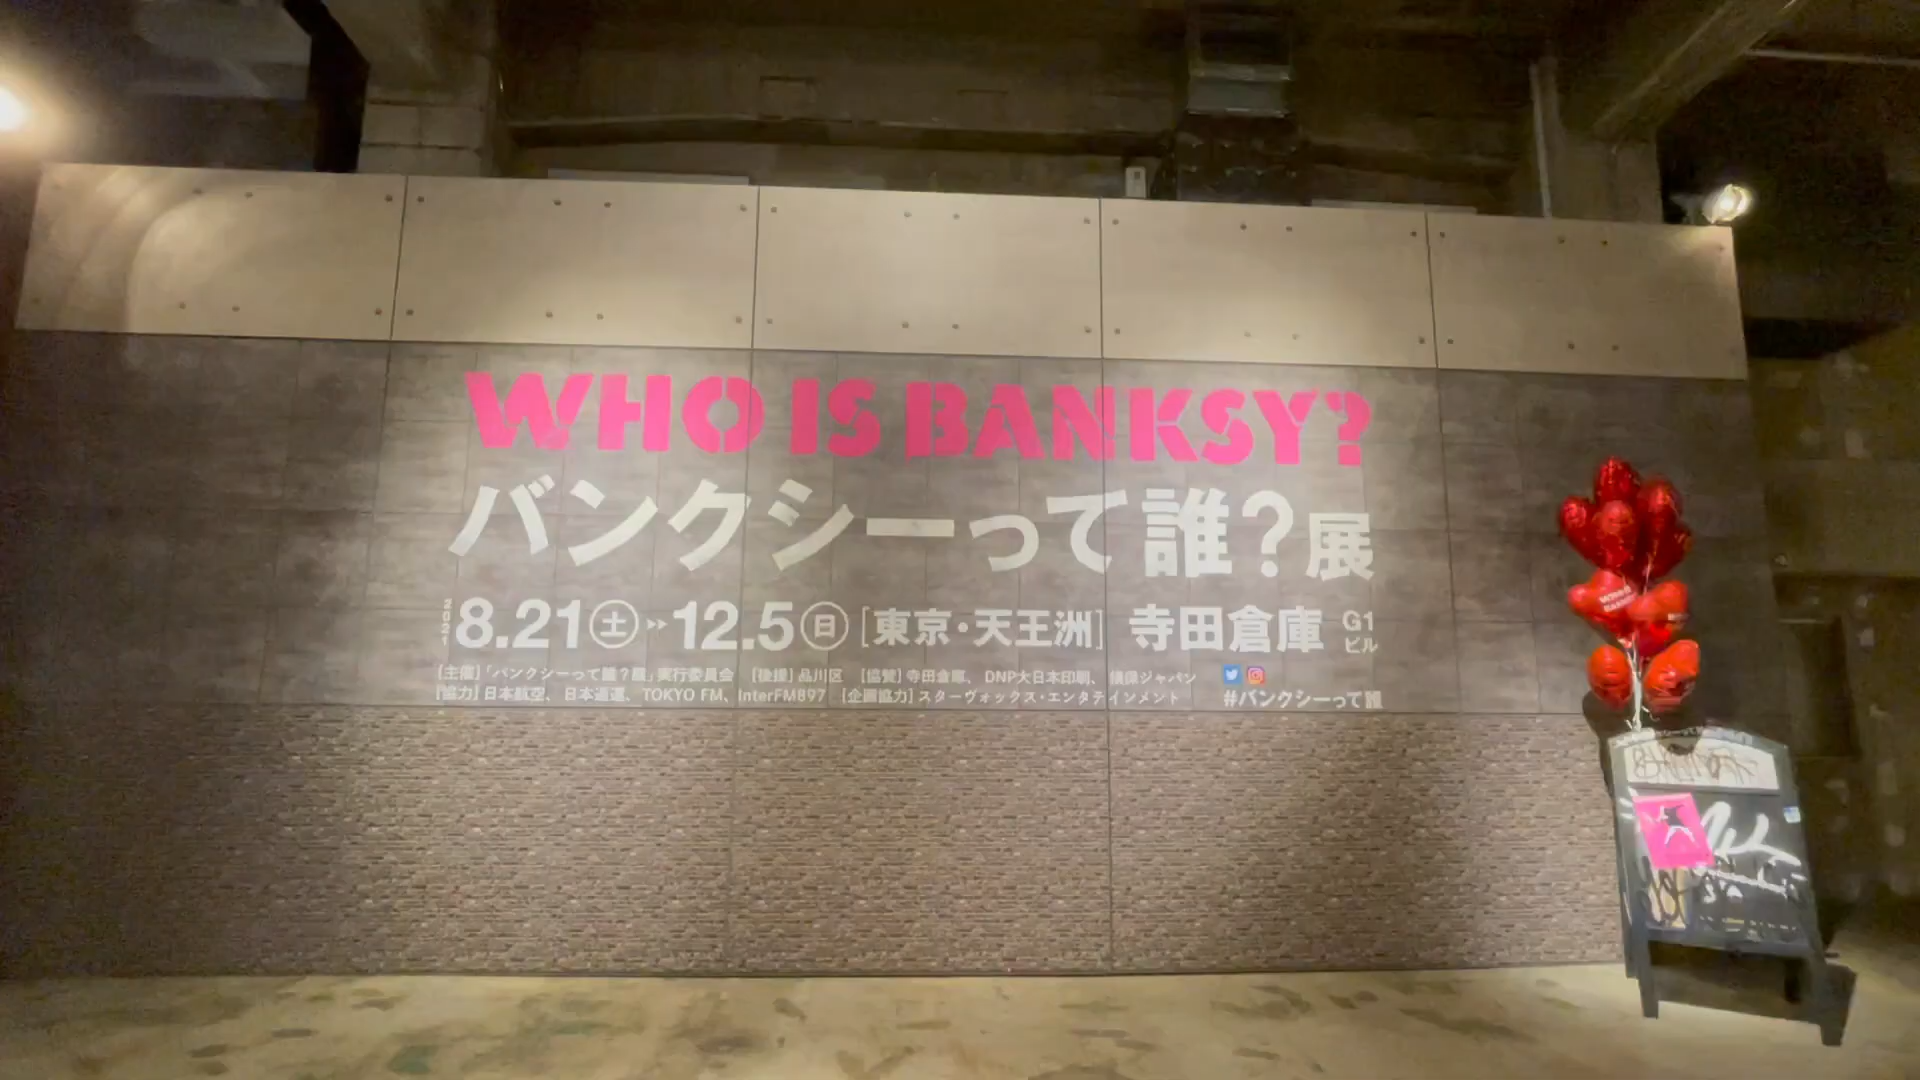 WHO IS BANKSY?
バンクシーって誰?展
2021 8.21(土) 12.5(日) [東京・天王洲] 寺田倉庫 G1ビル
[主催]「バンクシーって誰?展」実行委員会 [後援] 品川区 [協賛] 寺田倉庫、DNP大日本印刷、損保ジャパン
[協力] 日本航空、日本通運、TOKYO FM、InterFM897 [企画協力] スターヴォックス・エンタテインメント
#バンクシーって誰